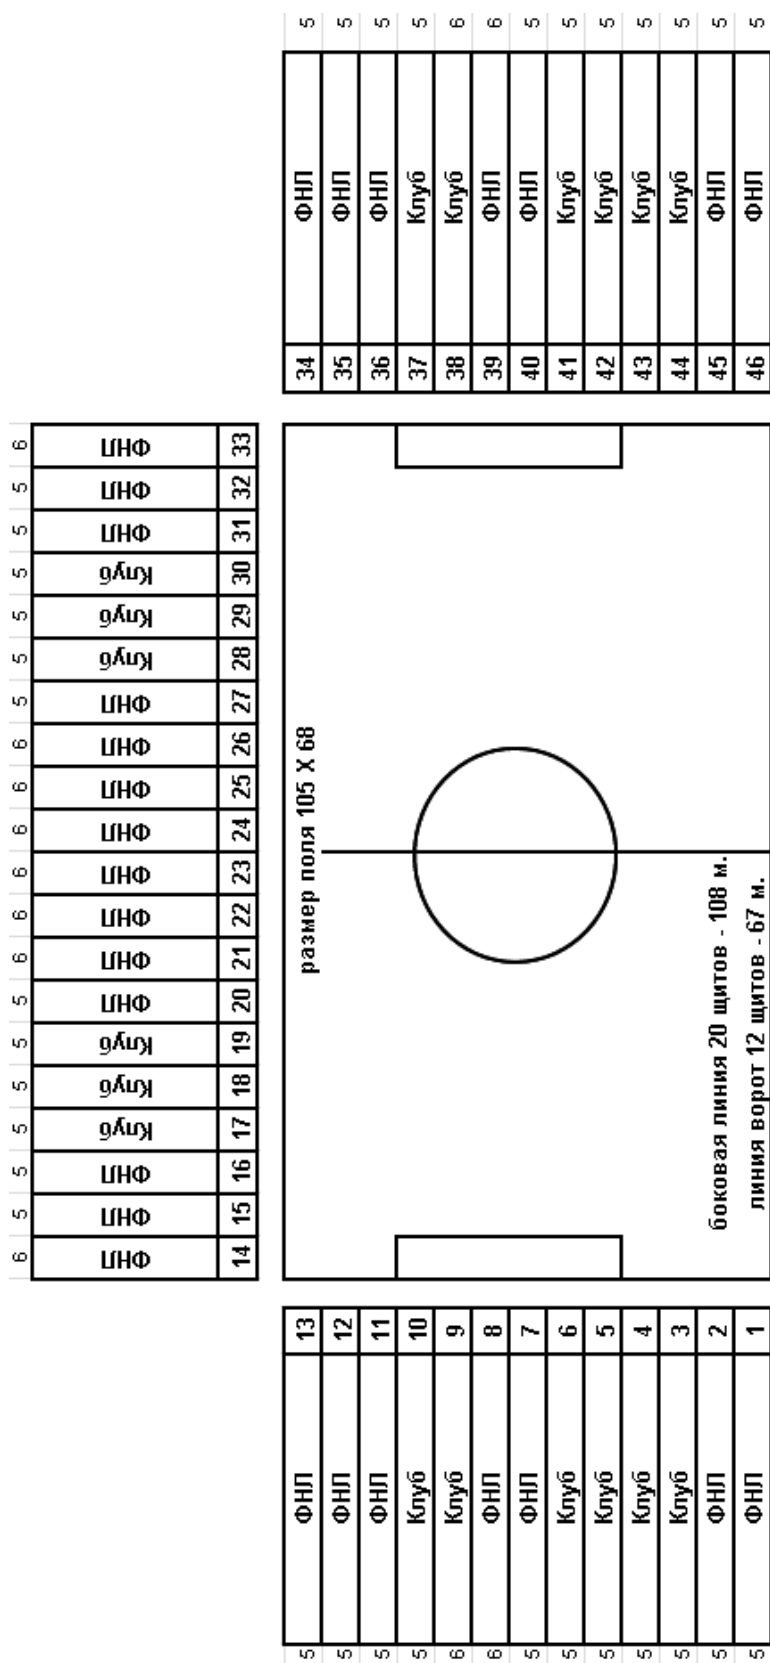 6 5 5 5 5 5 5 6 6 6 6 6 6 5 5 5 5 5 5 6
ФНЛ ФНЛ ФНЛ Клуб Клуб Клуб ФНЛ ФНЛ ФНЛ ФНЛ ФНЛ ФНЛ ФНЛ ФНЛ Клуб Клуб Клуб ФНЛ ФНЛ ФНЛ
14 15 16 17 18 19 20 21 22 23 24 25 26 27 28 29 30 31 32 33
5 ФНЛ 13 размер поля 105 X 68 34 ФНЛ 5
5 ФНЛ 12 35 ФНЛ 5
5 ФНЛ 11 36 ФНЛ 5
5 Клуб 10 37 Клуб 5
6 Клуб 9 38 Клуб 6
6 ФНЛ 8 39 ФНЛ 6
5 ФНЛ 7 40 ФНЛ 5
5 Клуб 6 41 Клуб 5
5 Клуб 5 42 Клуб 5
5 Клуб 4 43 Клуб 5
5 Клуб 3 44 Клуб 5
5 ФНЛ 2 боковая линия 20 щитов - 108 м. 45 ФНЛ 5
5 ФНЛ 1 линия ворот 12 щитов - 67 м. 46 ФНЛ 5